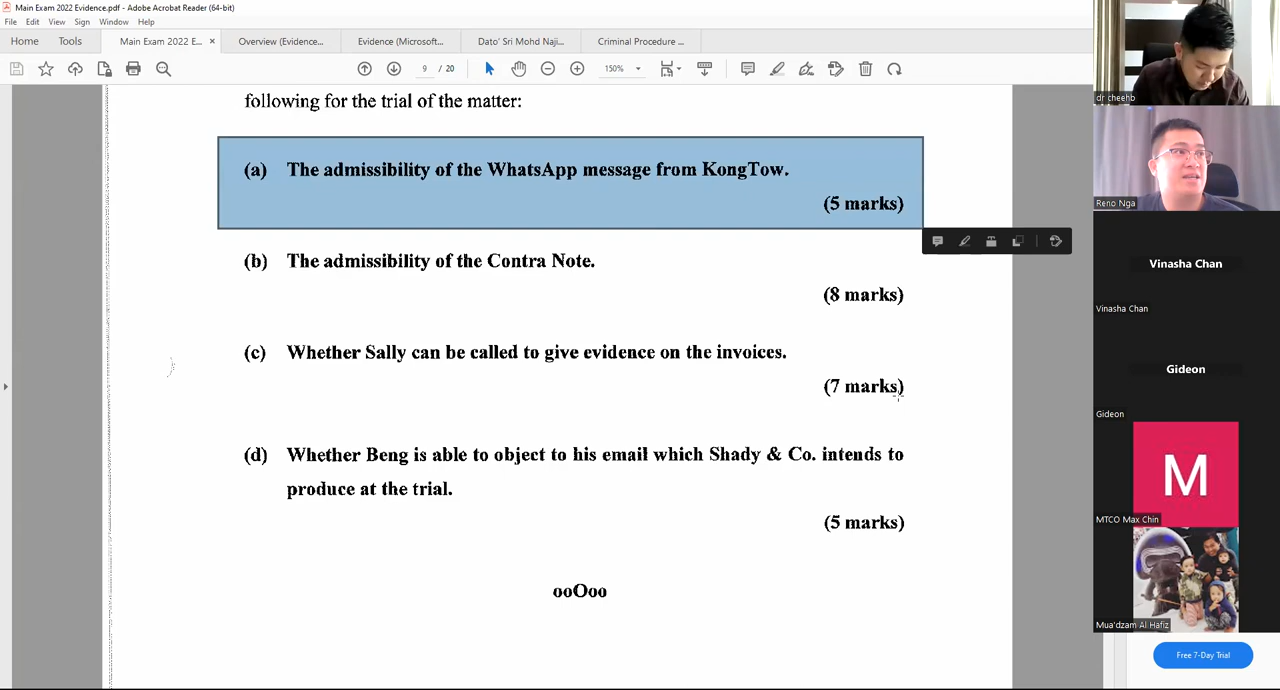 Main Exam 2022 Evidence.pdf - Adobe Acrobat Reader (64-bit)
File Edit View Sign Window Help
Home Tools Main Exam 2022 E... × Overview (Evidence... Evidence (Microsoft... Dato' Sri Mohd Naji... Criminal Procedure ...
/ 20 150%
following for the trial of the matter:
(a) The admissibility of the WhatsApp message from KongTow.
(5 marks)
(b) The admissibility of the Contra Note.
(8 marks)
(c) Whether Sally can be called to give evidence on the invoices.
(7 marks)
(d) Whether Beng is able to object to his email which Shady & Co. intends to
produce at the trial.
(5 marks)
ooOoo
dr cheehb
Reno Nga
Vinasha Chan
Vinasha Chan
Gideon
Gideon
M
MTCO Max Chin
Mua'dzam Al Hafiz
Free 7-Day Trial